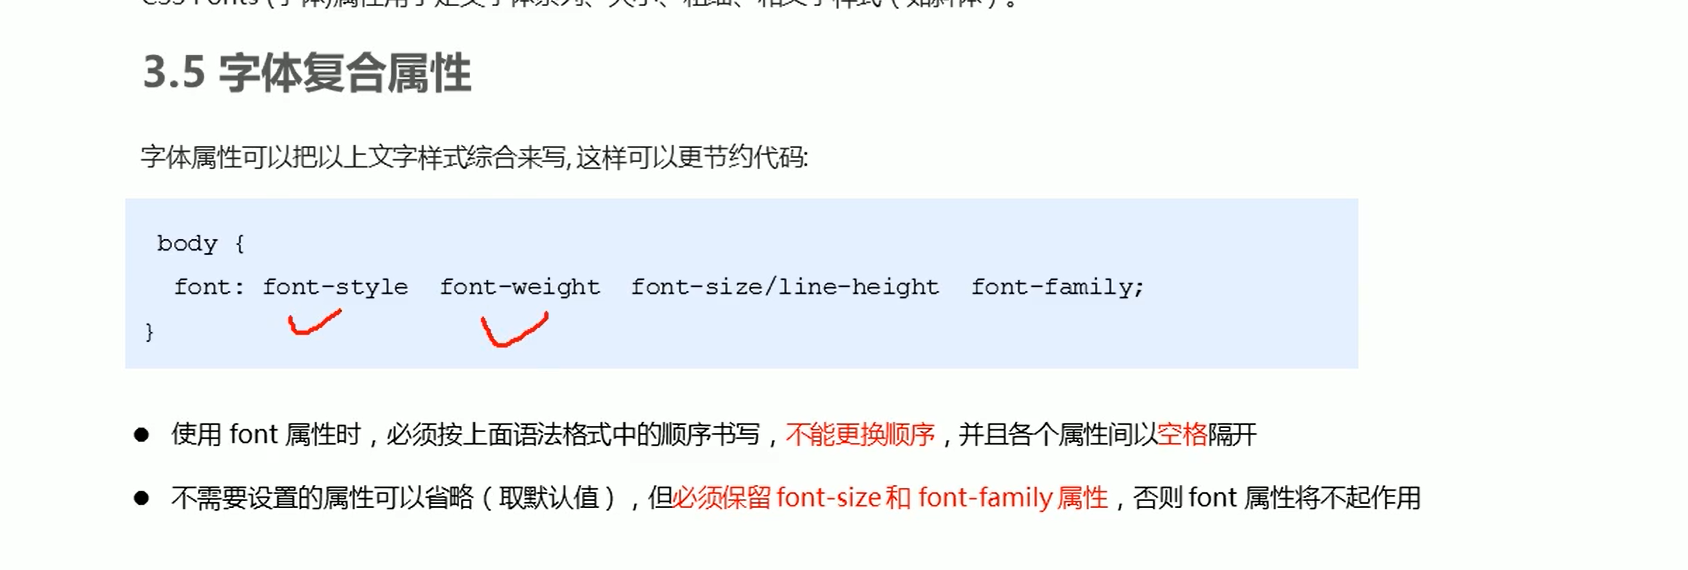 3.5 字体复合属性
字体属性可以把以上文字样式综合来写, 这样可以更节约代码:
body {
font: font-style font-weight font-size/line-height font-family;
}
● 使用 font 属性时，必须按上面语法格式中的顺序书写，不能更换顺序，并且各个属性间以空格隔开
● 不需要设置的属性可以省略（取默认值），但必须保留 font-size 和 font-family 属性，否则 font 属性将不起作用